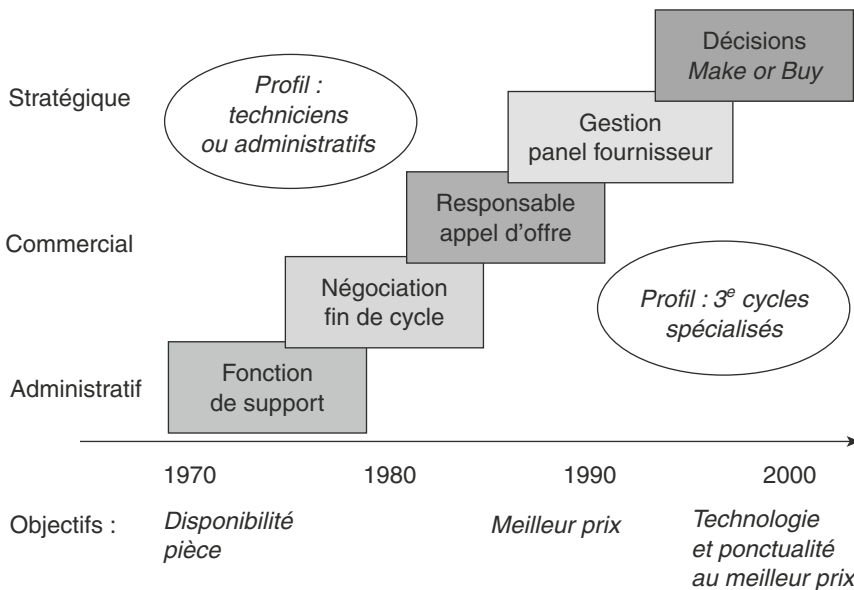 Décisions
Make or Buy
Stratégique
Profil :
techniciens
ou administratifs
Gestion
panel fournisseur
Responsable
appel d’offre
Commercial
Négociation
fin de cycle
Profil : 3e cycles
spécialisés
Fonction
de support
Administratif
1970 1980 1990 2000
Objectifs :
Disponibilité
pièce
Meilleur prix
Technologie
et ponctualité
au meilleur prix